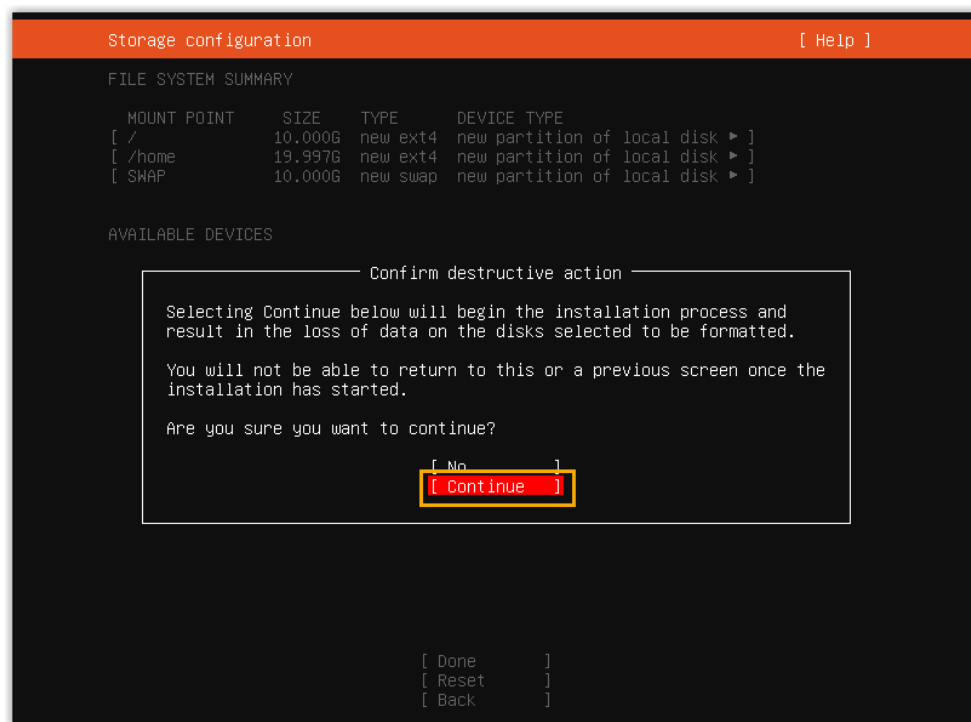 Storage configuration [ Help ]
FILE SYSTEM SUMMARY
MOUNT POINT SIZE TYPE DEVICE TYPE
[ / 10.000G new ext4 new partition of local disk ▸ ]
[ /home 19.997G new ext4 new partition of local disk ▸ ]
[ SWAP 10.000G new swap new partition of local disk ▸ ]
AVAILABLE DEVICES
Confirm destructive action
Selecting Continue below will begin the installation process and
result in the loss of data on the disks selected to be formatted.
You will not be able to return to this or a previous screen once the
installation has started.
Are you sure you want to continue?
[ No ]
[ Continue ]
[ Done ]
[ Reset ]
[ Back ]